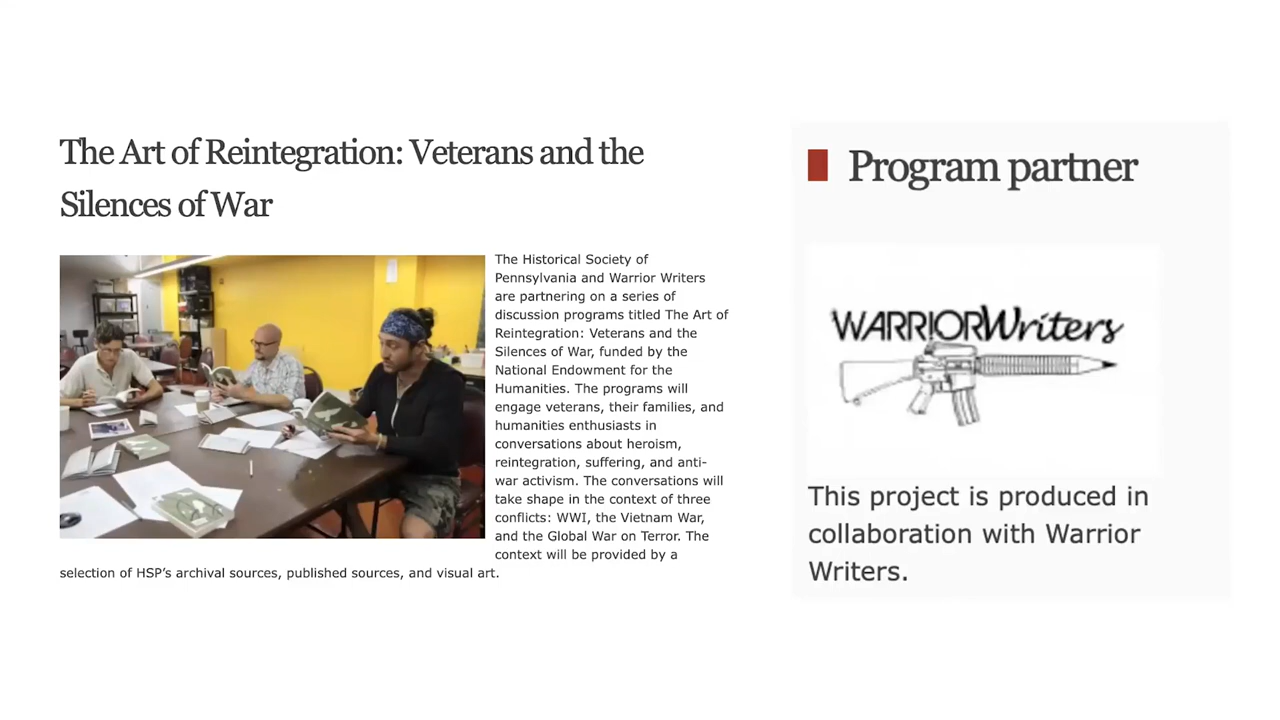 The Art of Reintegration: Veterans and the
Silences of War
The Historical Society of
Pennsylvania and Warrior Writers
are partnering on a series of
discussion programs titled The Art of
Reintegration: Veterans and the
Silences of War, funded by the
National Endowment for the
Humanities. The programs will
engage veterans, their families, and
humanities enthusiasts in
conversations about heroism,
reintegration, suffering, and anti-
war activism. The conversations will
take shape in the context of three
conflicts: WWI, the Vietnam War,
and the Global War on Terror. The
context will be provided by a
selection of HSP's archival sources, published sources, and visual art.
Program partner
WARRIORWriters
This project is produced in
collaboration with Warrior
Writers.